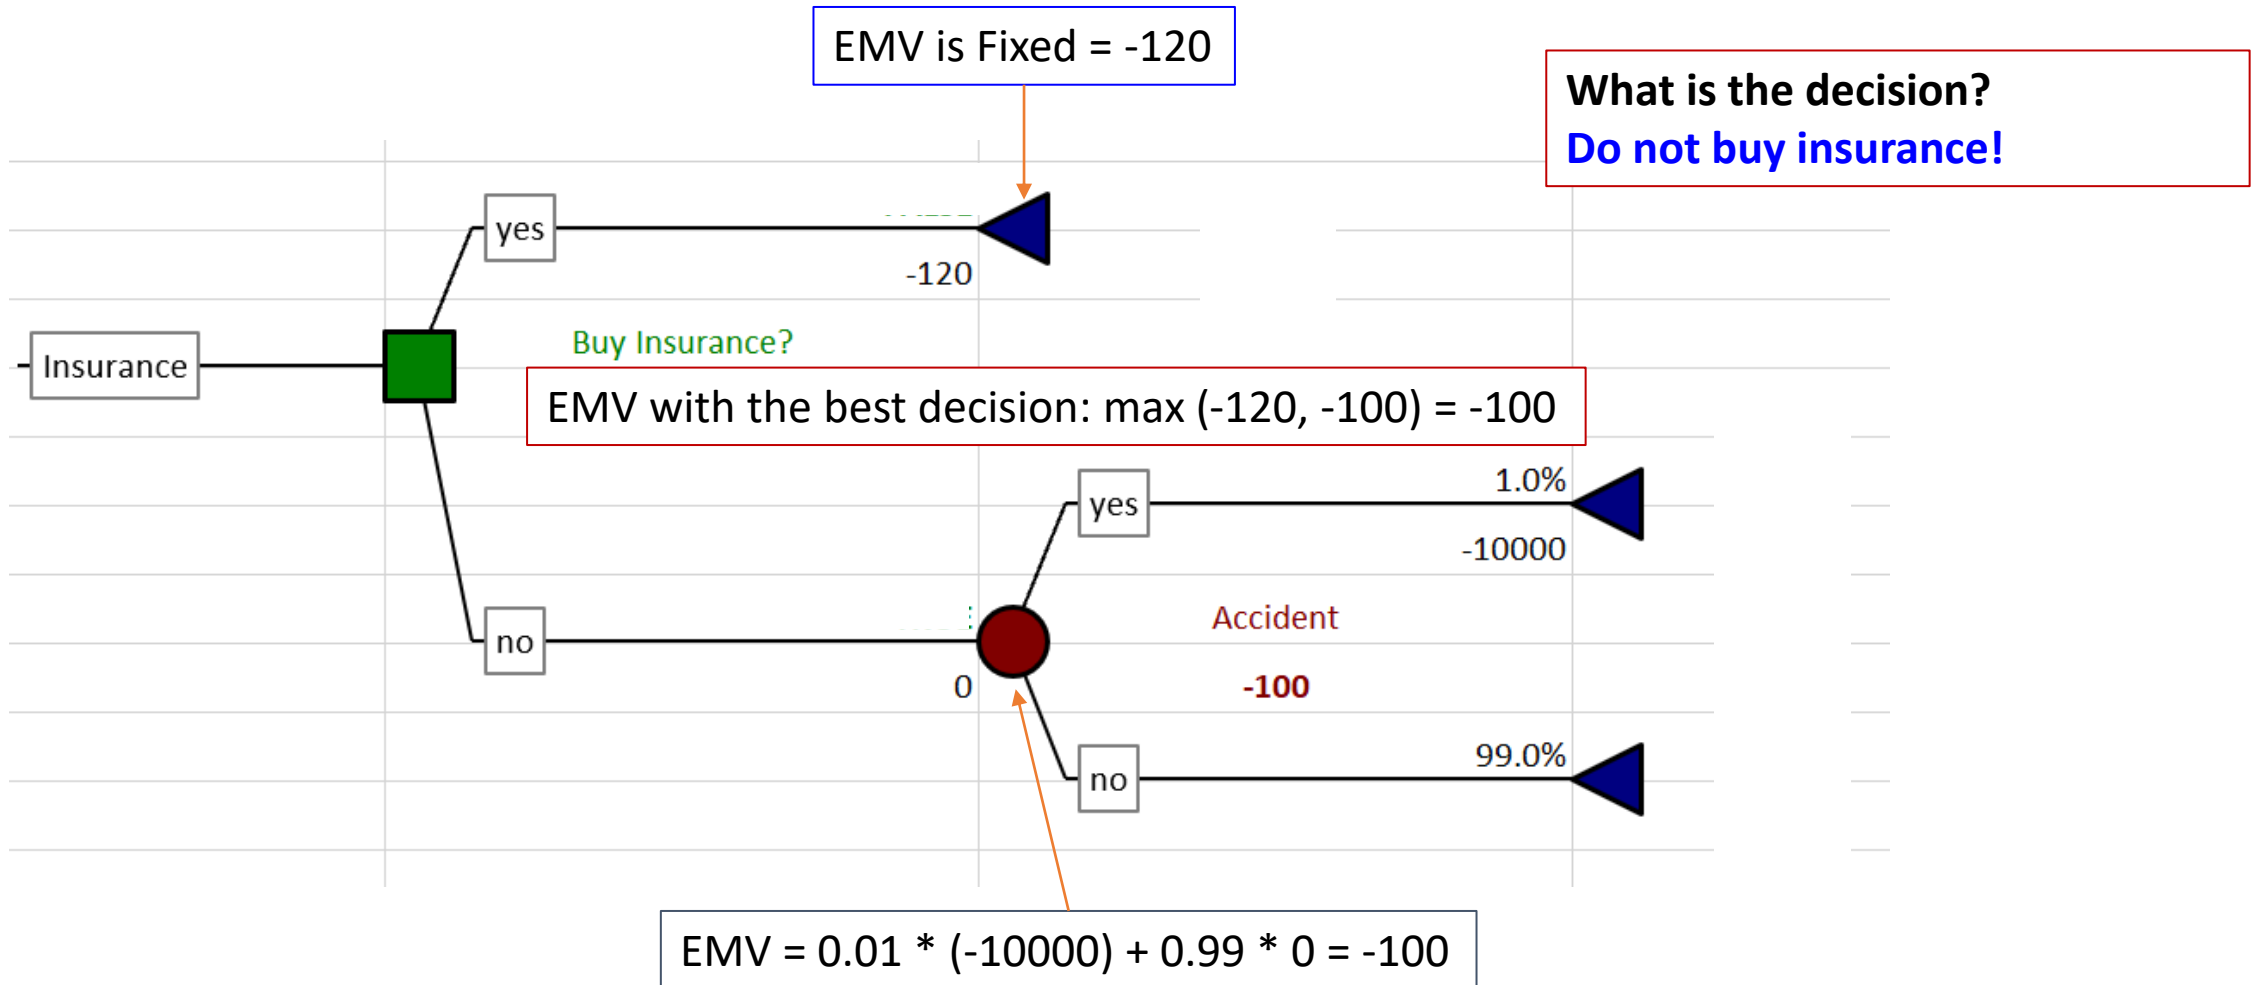 EMV is Fixed = -120
What is the decision?
Do not buy insurance!
yes
-120
Insurance
Buy Insurance?
EMV with the best decision: max (-120, -100) = -100
1.0%
yes
-10000
Accident
no
0
-100
99.0%
no
EMV = 0.01 * (-10000) + 0.99 * 0 = -100